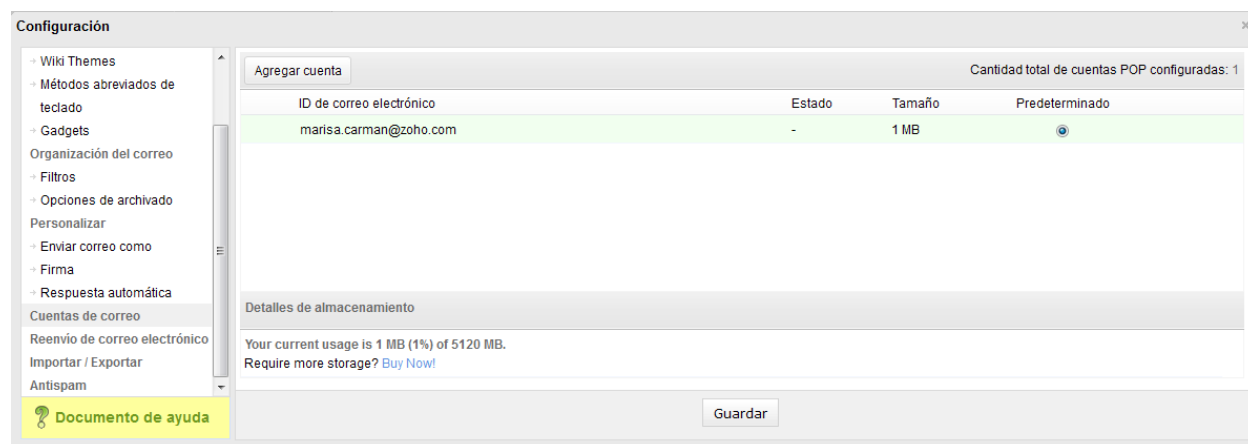 Configuración
Wiki Themes
Métodos abreviados de
teclado
Gadgets
Organización del correo
Filtros
Opciones de archivado
Personalizar
Enviar correo como
Firma
Respuesta automática
Cuentas de correo
Reenvío de correo electrónico
Importar / Exportar
Antispam
Documento de ayuda
Agregar cuenta
Cantidad total de cuentas POP configuradas: 1
ID de correo electrónico Estado Tamaño Predeterminado
marisa.carman@zoho.com - 1 MB
Detalles de almacenamiento
Your current usage is 1 MB (1%) of 5120 MB.
Require more storage? Buy Now!
Guardar